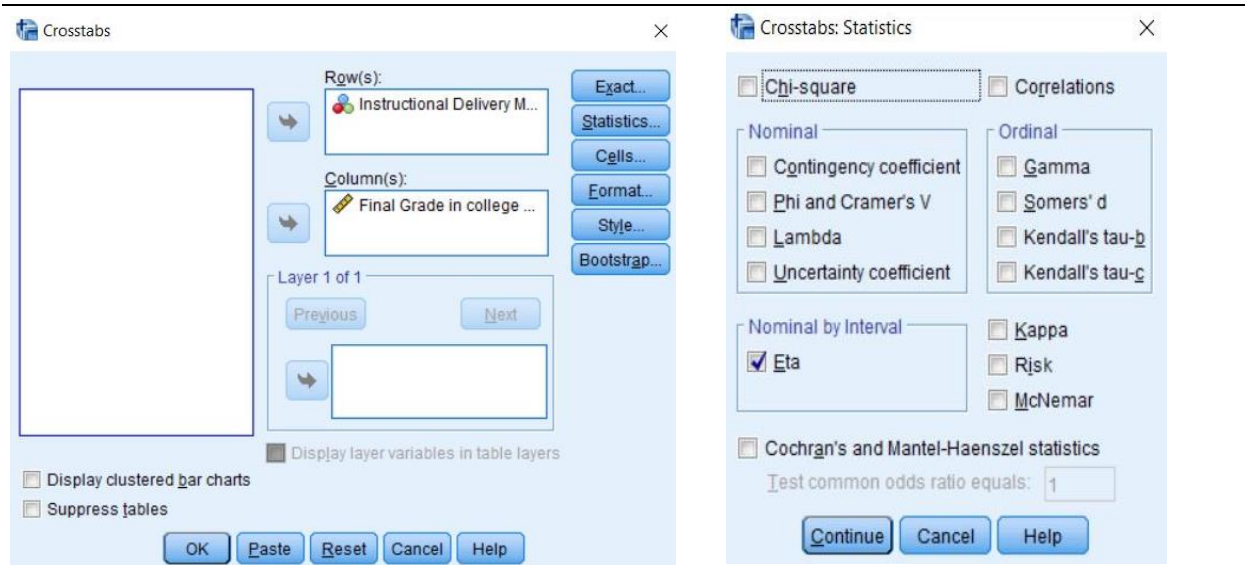 Crosstabs
Row(s):
Instructional Delivery M...
Column(s):
Final Grade in college ...
Layer 1 of 1
Previous
Next
Display layer variables in table layers
Display clustered bar charts
Suppress tables
OK
Paste
Reset
Cancel
Help
Exact...
Statistics...
Cells...
Format...
Style...
Bootstrap...
Crosstabs: Statistics
Chi-square
Correlations
Nominal
Contingency coefficient
Phi and Cramer's V
Lambda
Uncertainty coefficient
Ordinal
Gamma
Somers' d
Kendall's tau-b
Kendall's tau-c
Nominal by Interval
Eta
Kappa
Risk
McNemar
Cochran's and Mantel-Haenszel statistics
Test common odds ratio equals: 1
Continue
Cancel
Help